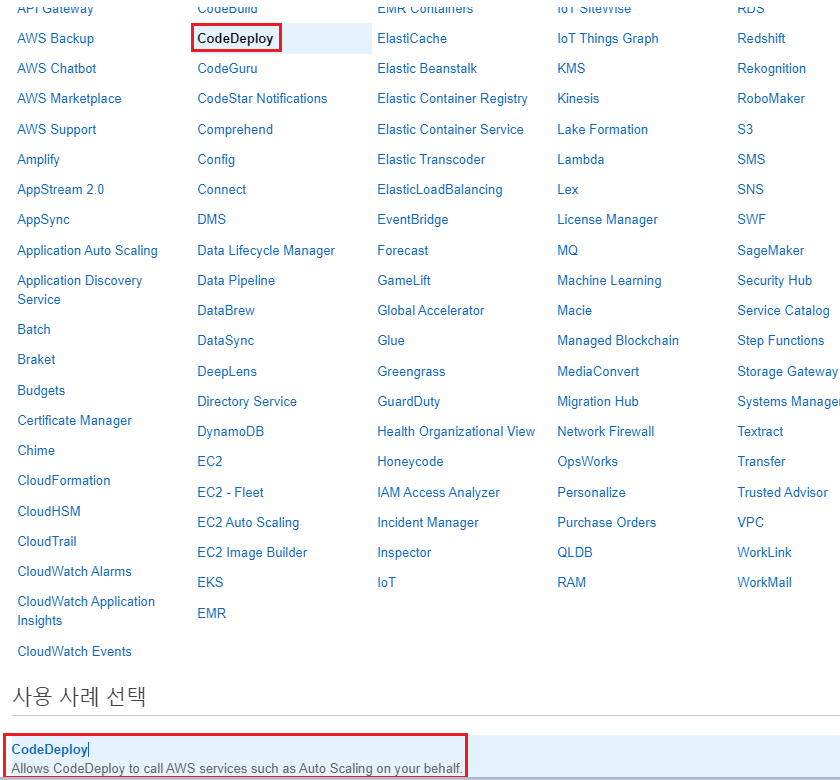 API Gateway
AWS Backup
AWS Chatbot
AWS Marketplace
AWS Support
Amplify
AppStream 2.0
AppSync
Application Auto Scaling
Application Discovery
Service
Batch
Braket
Budgets
Certificate Manager
Chime
CloudFormation
CloudHSM
CloudTrail
CloudWatch Alarms
CloudWatch Application
Insights
CloudWatch Events
CodeBuild
CodeDeploy
CodeGuru
CodeStar Notifications
Comprehend
Config
Connect
DMS
Data Lifecycle Manager
Data Pipeline
DataBrew
DataSync
DeepLens
Directory Service
DynamoDB
EC2
EC2 - Fleet
EC2 Auto Scaling
EC2 Image Builder
EKS
EMR
EMR Containers
ElastiCache
Elastic Beanstalk
Elastic Container Registry
Elastic Container Service
Elastic Transcoder
ElasticLoadBalancing
EventBridge
Forecast
GameLift
Global Accelerator
Glue
Greengrass
GuardDuty
Health Organizational View
Honeycode
IAM Access Analyzer
Incident Manager
Inspector
IoT
IoT SiteWise
IoT Things Graph
KMS
Kinesis
Lake Formation
Lambda
Lex
License Manager
MQ
Machine Learning
Macie
Managed Blockchain
MediaConvert
Migration Hub
Network Firewall
OpsWorks
Personalize
Purchase Orders
QLDB
RAM
RDS
Redshift
Rekognition
RoboMaker
S3
SMS
SNS
SWF
SageMaker
Security Hub
Service Catalog
Step Functions
Storage Gateway
Systems Manager
Textract
Transfer
Trusted Advisor
VPC
WorkLink
WorkMail
사용 사례 선택
CodeDeploy
Allows CodeDeploy to call AWS services such as Auto Scaling on your behalf.